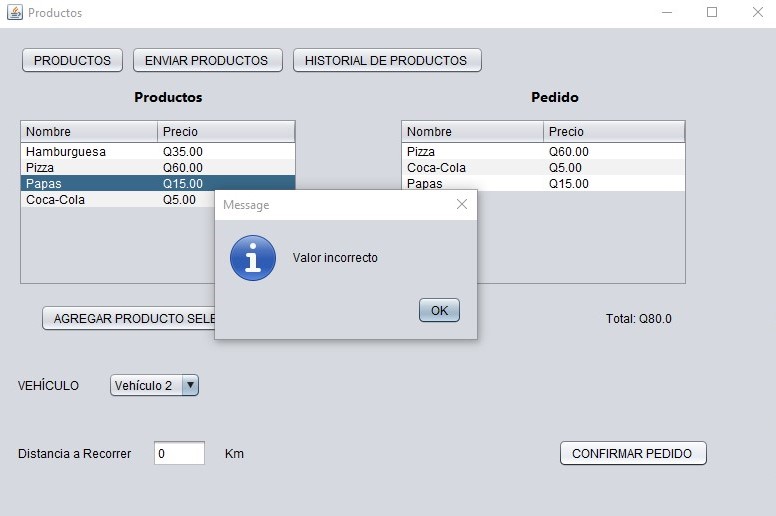 Productos
PRODUCTOS ENVIAR PRODUCTOS HISTORIAL DE PRODUCTOS
Productos Pedido
Nombre Precio Nombre Precio
Hamburguesa Q35.00 Pizza Q60.00
Pizza Q60.00 Coca-Cola Q5.00
Papas Q15.00 Papas Q15.00
Coca-Cola Q5.00
Message
Valor incorrecto
OK
AGREGAR PRODUCTO SELE Total: Q80.0
VEHÍCULO Vehículo 2
Distancia a Recorrer 0 Km CONFIRMAR PEDIDO